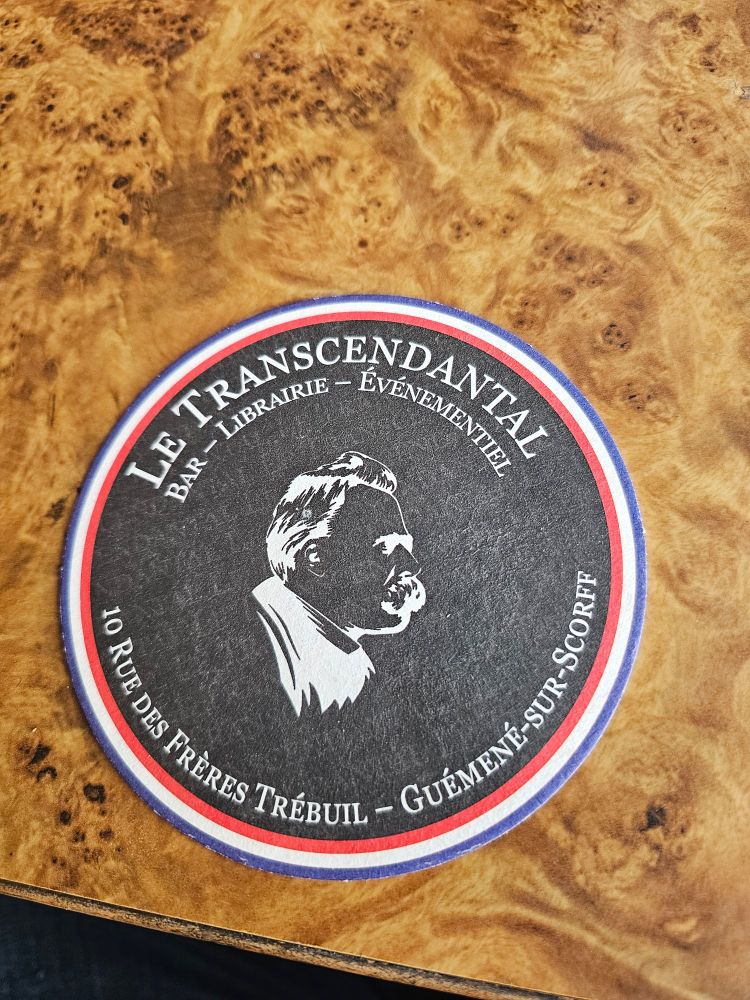 Le Transcendantal
Bar – Librairie – Événementiel
10 Rue des Frères Trébuil – Guémené-sur-Scorff